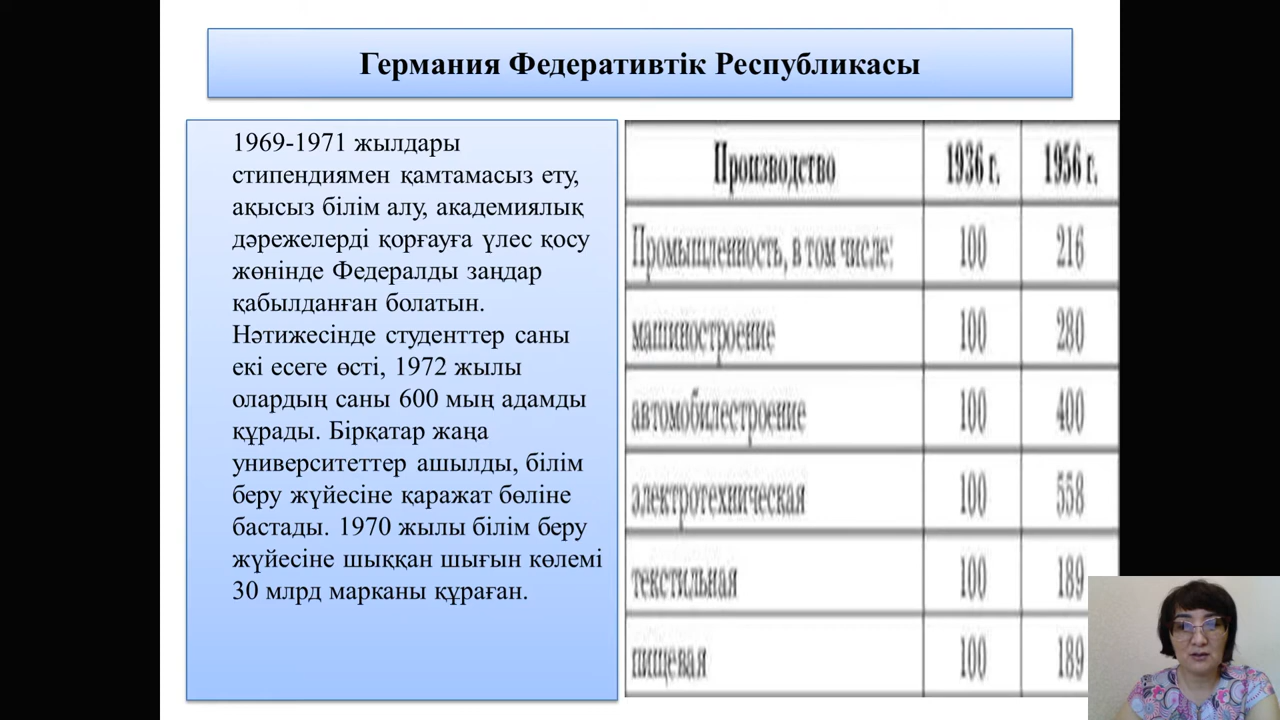 Германия Федеративтік Республикасы
1969-1971 жылдары
стипендиямен қамтамасыз ету,
ақысыз білім алу, академиялық
дәрежелерді қорғауға үлес қосу
жөнінде Федералды заңдар
қабылданған болатын.
Нәтижесінде студенттер саны
екі есеге өсті, 1972 жылы
олардың саны 600 мың адамды
құрады. Бірқатар жаңа
университеттер ашылды, білім
беру жүйесіне қаражат бөліне
бастады. 1970 жылы білім беру
жүйесіне шыққан шығын көлемі
30 млрд марканы құраған.
Производство 1936 г. 1956 г.
Промышленность, в том числе: 100 216
машиностроение 100 280
автомобилестроение 100 400
электротехническая 100 558
текстильная 100 189
пищевая 100 189